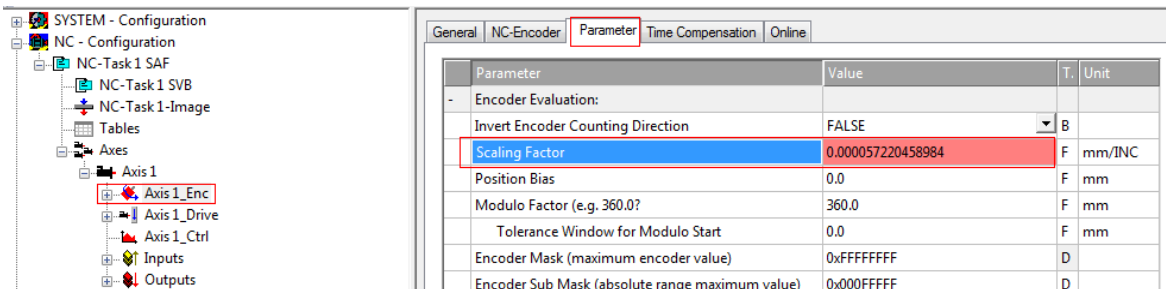 SYSTEM - Configuration
NC - Configuration
NC-Task 1 SAF
NC-Task 1 SVB
NC-Task 1-Image
Tables
Axes
Axis 1
Axis 1_Enc
Axis 1_Drive
Axis 1_Ctrl
Inputs
Outputs
General NC-Encoder Parameter Time Compensation Online
Parameter Value T. Unit
- Encoder Evaluation:
Invert Encoder Counting Direction FALSE B
Scaling Factor 0.000057220458984 F mm/INC
Position Bias 0.0 F mm
Modulo Factor (e.g. 360.0? 360.0 F mm
Tolerance Window for Modulo Start 0.0 F mm
Encoder Mask (maximum encoder value) 0xFFFFFFFF D
Encoder Sub Mask (absolute range maximum value) 0x000FFFFF D